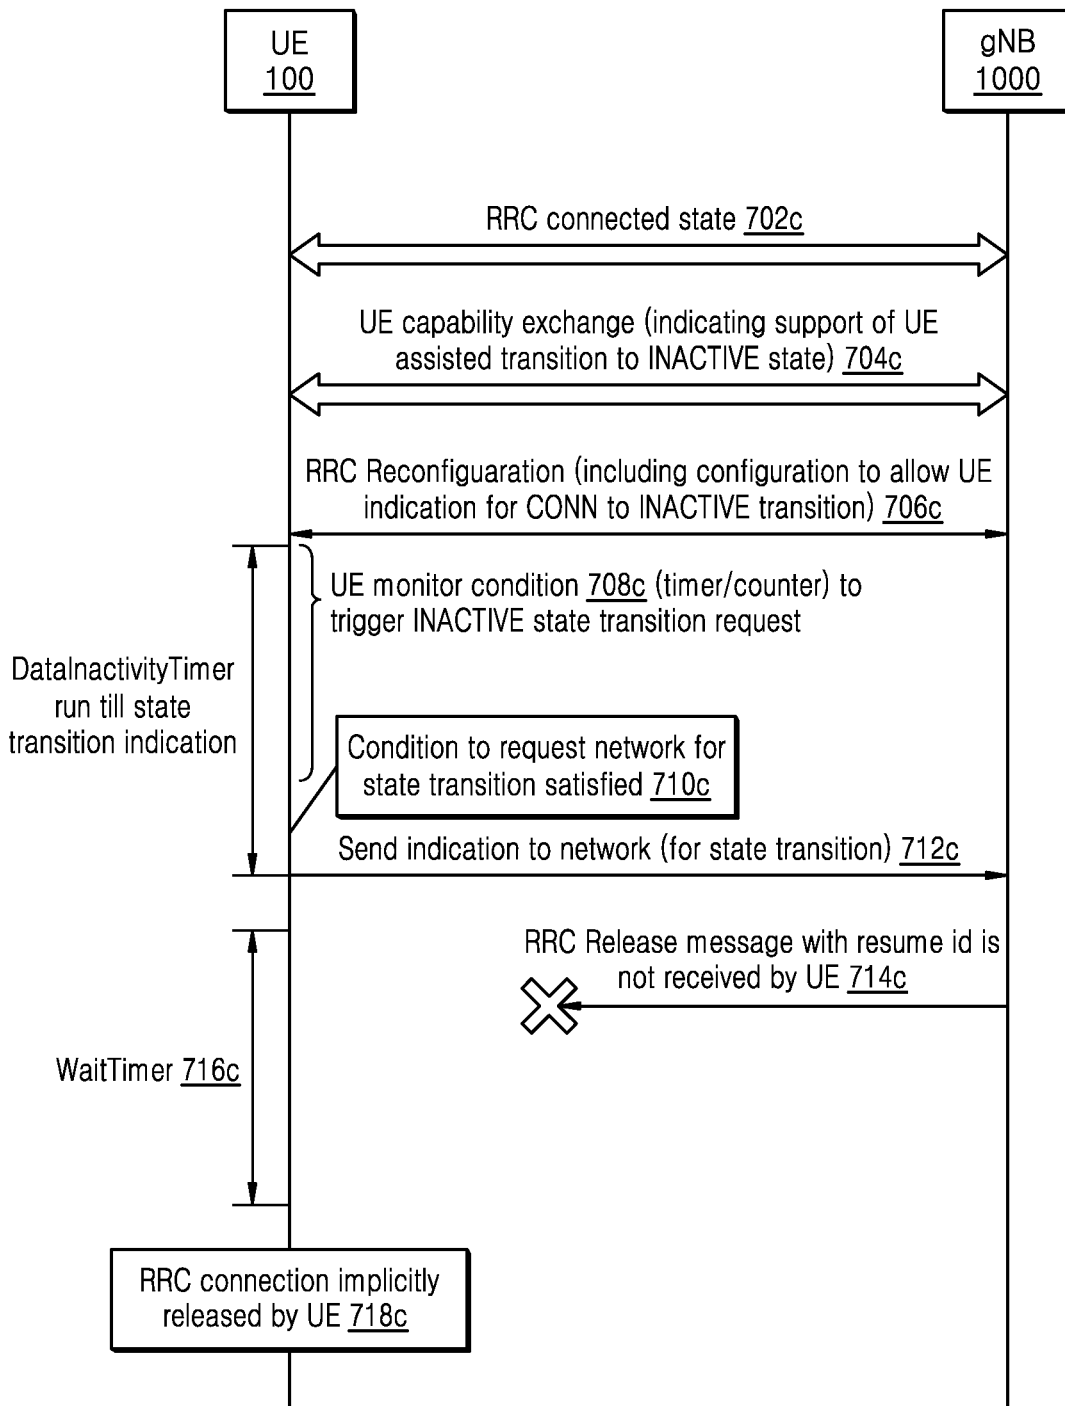 UE
100
gNB
1000
RRC connected state 702c
UE capability exchange (indicating support of UE
assisted transition to INACTIVE state) 704c
RRC Reconfiguaration (including configuration to allow UE
indication for CONN to INACTIVE transition) 706c
UE monitor condition 708c (timer/counter) to
trigger INACTIVE state transition request
DataInactivityTimer
run till state
transition indication
Condition to request network for
state transition satisfied 710c
Send indication to network (for state transition) 712c
RRC Release message with resume id is
not received by UE 714c
WaitTimer 716c
RRC connection implicitly
released by UE 718c